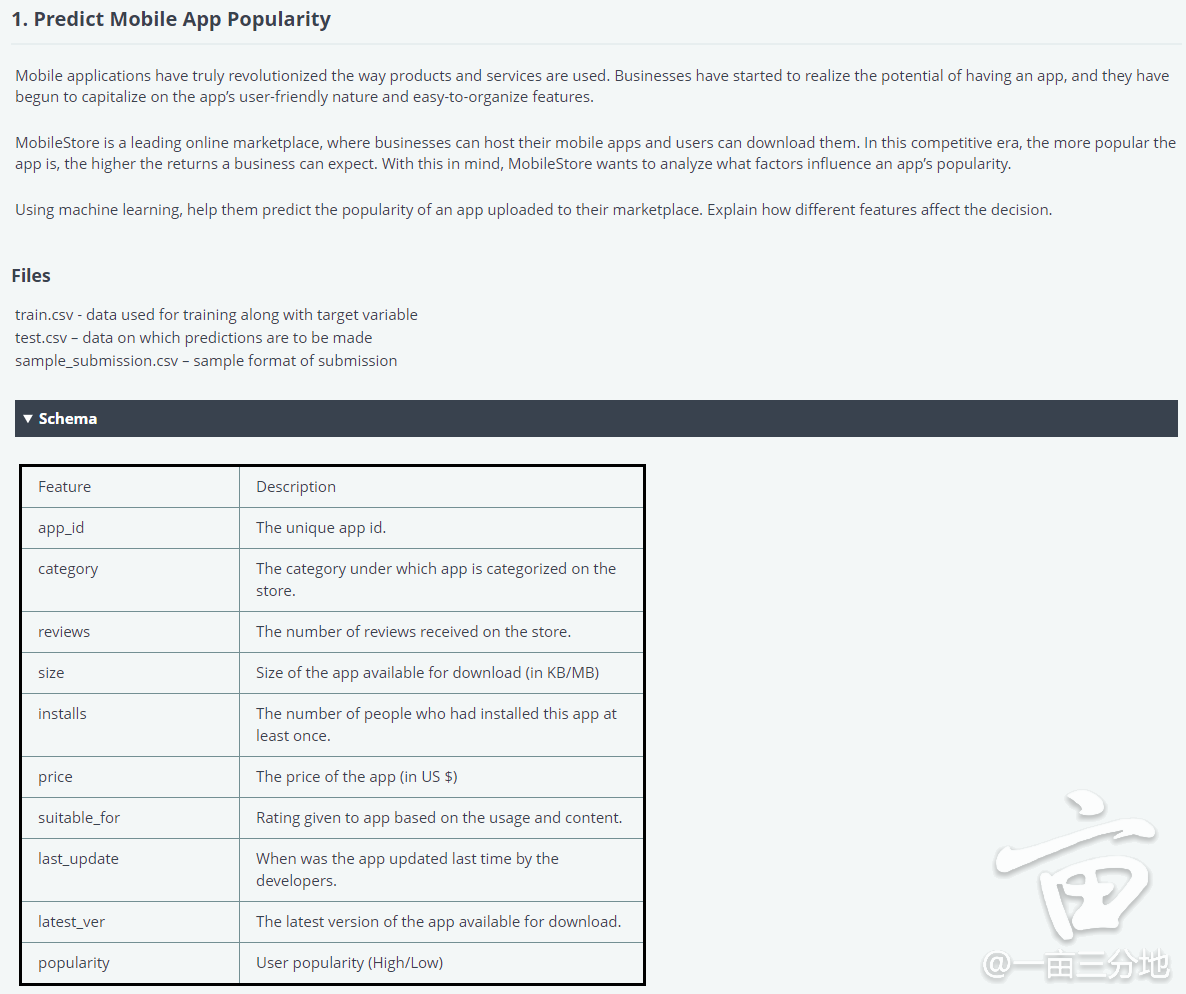 1. Predict Mobile App Popularity
Mobile applications have truly revolutionized the way products and services are used. Businesses have started to realize the potential of having an app, and they have
begun to capitalize on the app's user-friendly nature and easy-to-organize features.
MobileStore is a leading online marketplace, where businesses can host their mobile apps and users can download them. In this competitive era, the more popular the
app is, the higher the returns a business can expect. With this in mind, MobileStore wants to analyze what factors influence an app's popularity.
Using machine learning, help them predict the popularity of an app uploaded to their marketplace. Explain how different features affect the decision.
Files
train.csv - data used for training along with target variable
test.csv – data on which predictions are to be made
sample_submission.csv – sample format of submission
▼ Schema
Feature Description
app_id The unique app id.
category The category under which app is categorized on the
store.
reviews The number of reviews received on the store.
size Size of the app available for download (in KB/MB)
installs The number of people who had installed this app at
least once.
price The price of the app (in US $)
suitable_for Rating given to app based on the usage and content.
last_update When was the app updated last time by the
developers.
latest_ver The latest version of the app available for download.
popularity User popularity (High/Low)
亩
@一亩三分地